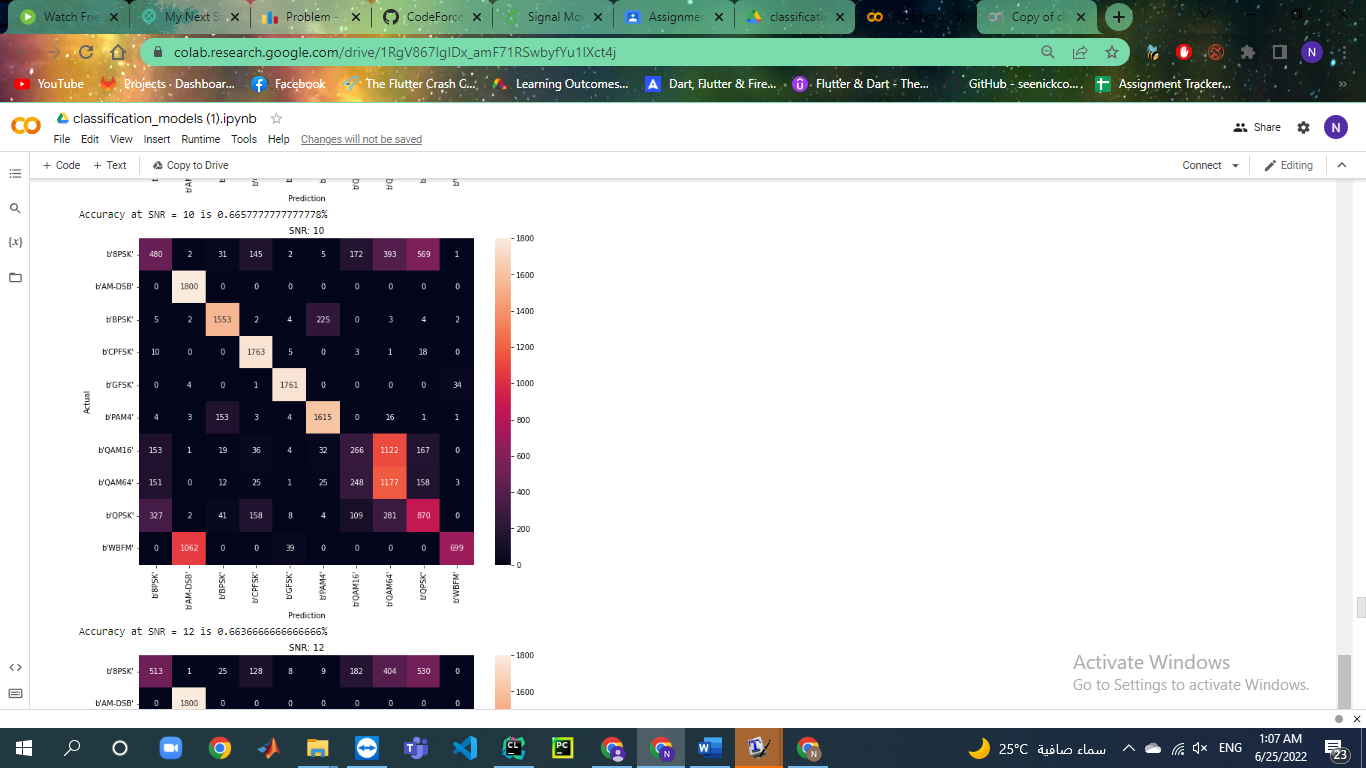 Watch Frie
My Next S
Problem -
CodeForce
Signal Mo
Assignmen
classificatio
Copy of cl
colab.research.google.com/drive/1RgV867IgIDx_amF71RSwbyfYu1IXct4j
N
YouTube
Projects · Dashboar...
Facebook
The Flutter Crash C...
Learning Outcomes...
Dart, Flutter & Fire...
Flutter & Dart - The...
GitHub - seenickco...
Assignment Tracker...
»
classification_models (1).ipynb
File Edit View Insert Runtime Tools Help Changes will not be saved
Share
N
+ Code + Text Copy to Drive
Connect
Editing
{x}
Prediction
Accuracy at SNR = 10 is 0.6657777777777778%
SNR: 10
b'8PSK' 480 2 31 145 2 5 172 393 569 1
b'AM-DSB' 0 1800 0 0 0 0 0 0 0 0
b'BPSK' 5 2 1553 2 4 225 0 3 4 2
b'CPFSK' 10 0 0 1763 5 0 3 1 18 0
b'GFSK' 0 4 0 1 1761 0 0 0 0 34
b'PAM4' 4 3 153 3 4 1615 0 16 1 1
b'QAM16' 153 1 19 36 4 32 266 1122 167 0
b'QAM64' 151 0 12 25 1 25 248 1177 158 3
b'QPSK' 327 2 41 158 8 4 109 281 870 0
b'WBFM' 0 1062 0 0 39 0 0 0 0 699
Actual
b'8PSK' b'AM-DSB' b'BPSK' b'CPFSK' b'GFSK' b'PAM4' b'QAM16' b'QAM64' b'QPSK' b'WBFM'
Prediction
1800
1600
1400
1200
1000
800
600
400
200
0
Accuracy at SNR = 12 is 0.6636666666666666%
SNR: 12
b'8PSK' 513 1 25 128 8 9 182 404 530 0
b'AM-DSB' 0 1800 0 0 0 0 0 0 0 0
1800
1600
Activate Windows
Go to Settings to activate Windows.
25°C سماء صافية
ENG
1:07 AM
6/25/2022
23